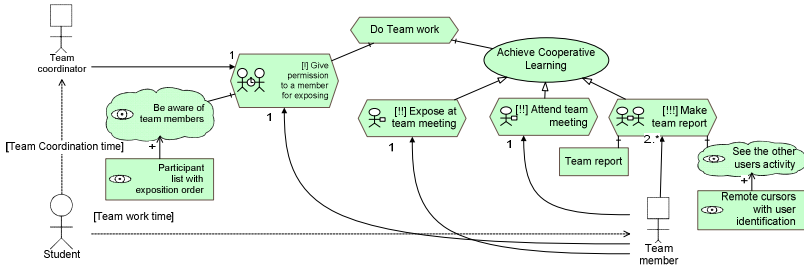 Do Team work
Team
coordinator
1
[!] Give
permission
to a member
for exposing
Achieve Cooperative
Learning
Be aware of
team members
1
[!!] Expose at
team meeting
1
[!!] Attend team
meeting
1
[!!!] Make
team report
2..*
[Team Coordination time]
+
Participant
list with
exposition order
Team report
See the other
users activity
+
Remote cursors
with user
identification
[Team work time]
Student
Team
member